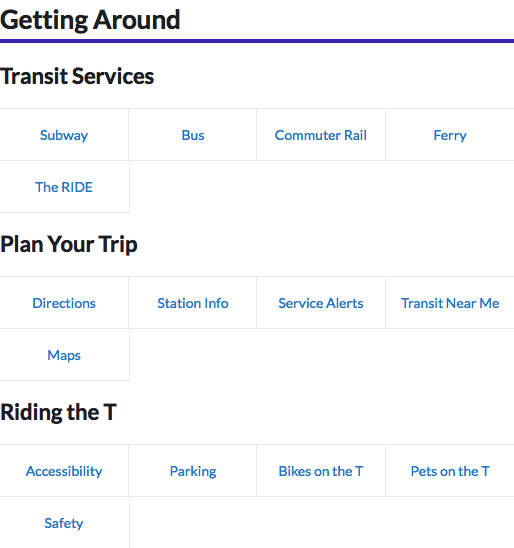 Getting Around
Transit Services
Subway Bus Commuter Rail Ferry
The RIDE
Plan Your Trip
Directions Station Info Service Alerts Transit Near Me
Maps
Riding the T
Accessibility Parking Bikes on the T Pets on the T
Safety